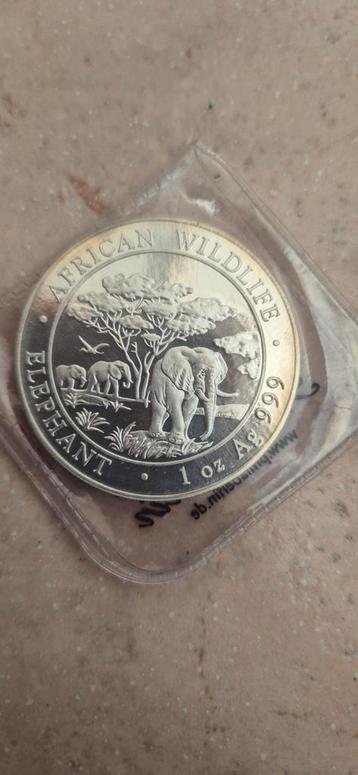 · AFRICAN WILDLIFE ·
ELEPHANT · 1 oz Ag 999